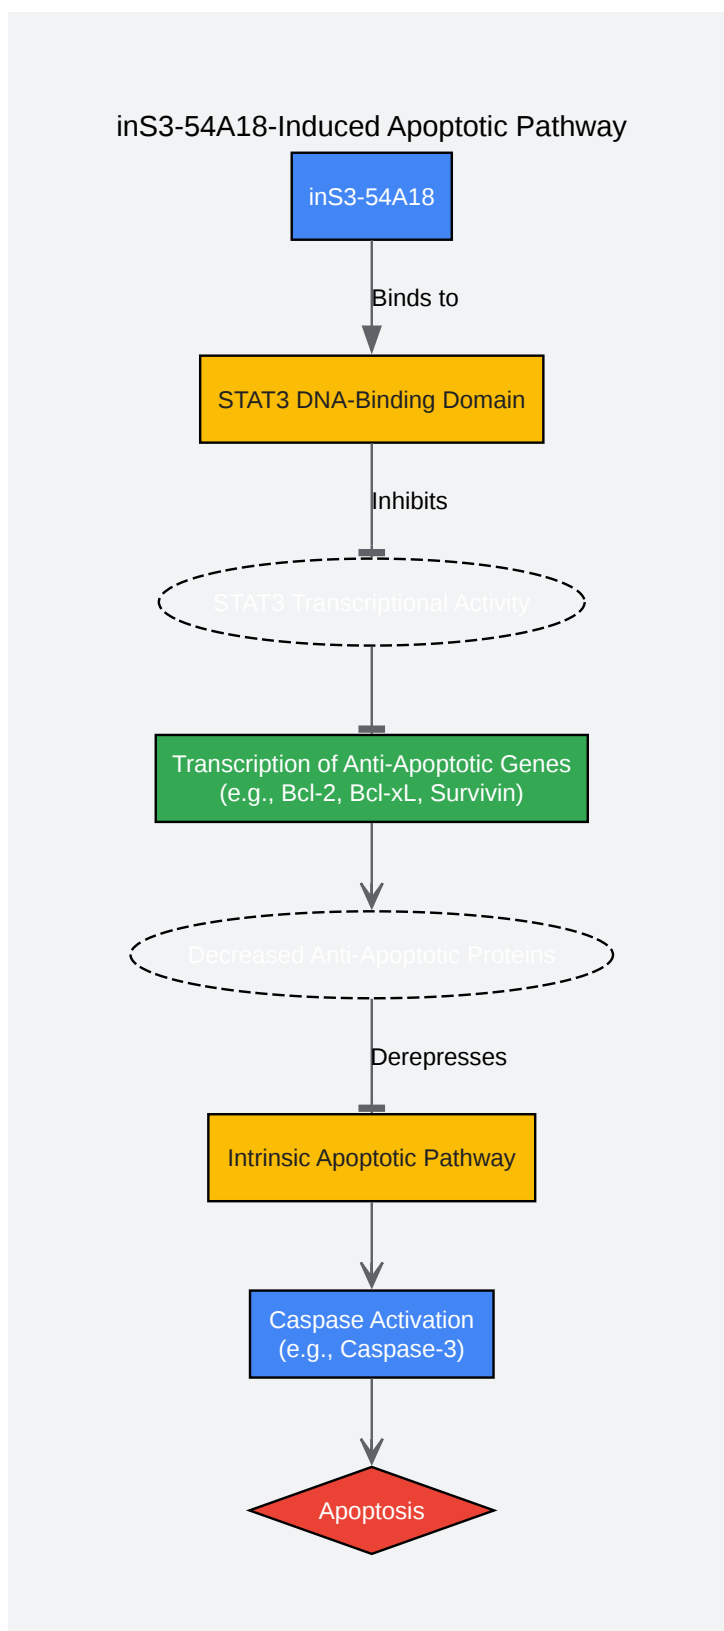 inS3-54A18-Induced Apoptotic Pathway
inS3-54A18
Binds to
STAT3 DNA-Binding Domain
Inhibits
STAT3 Transcriptional Activity
Transcription of Anti-Apoptotic Genes
(e.g., Bcl-2, Bcl-xL, Survivin)
Decreased Anti-Apoptotic Proteins
Derepresses
Intrinsic Apoptotic Pathway
Caspase Activation
(e.g., Caspase-3)
Apoptosis